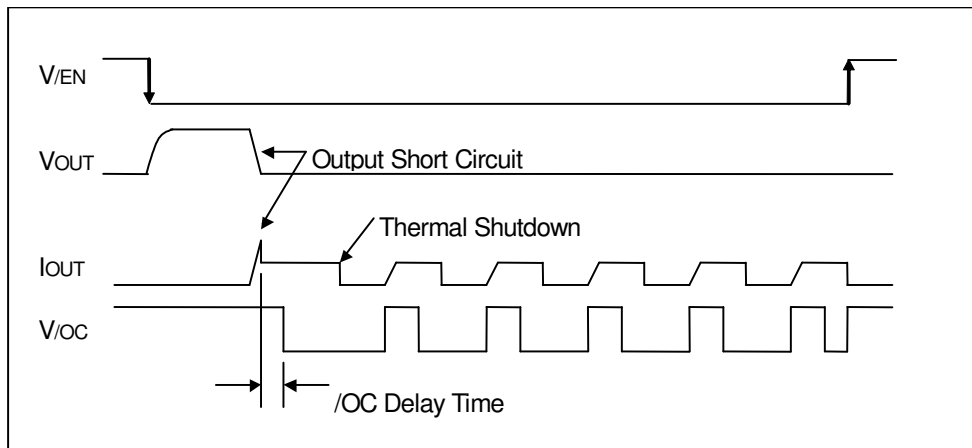 V/EN
VOUT
Output Short Circuit
Thermal Shutdown
IOUT
V/OC
/OC Delay Time